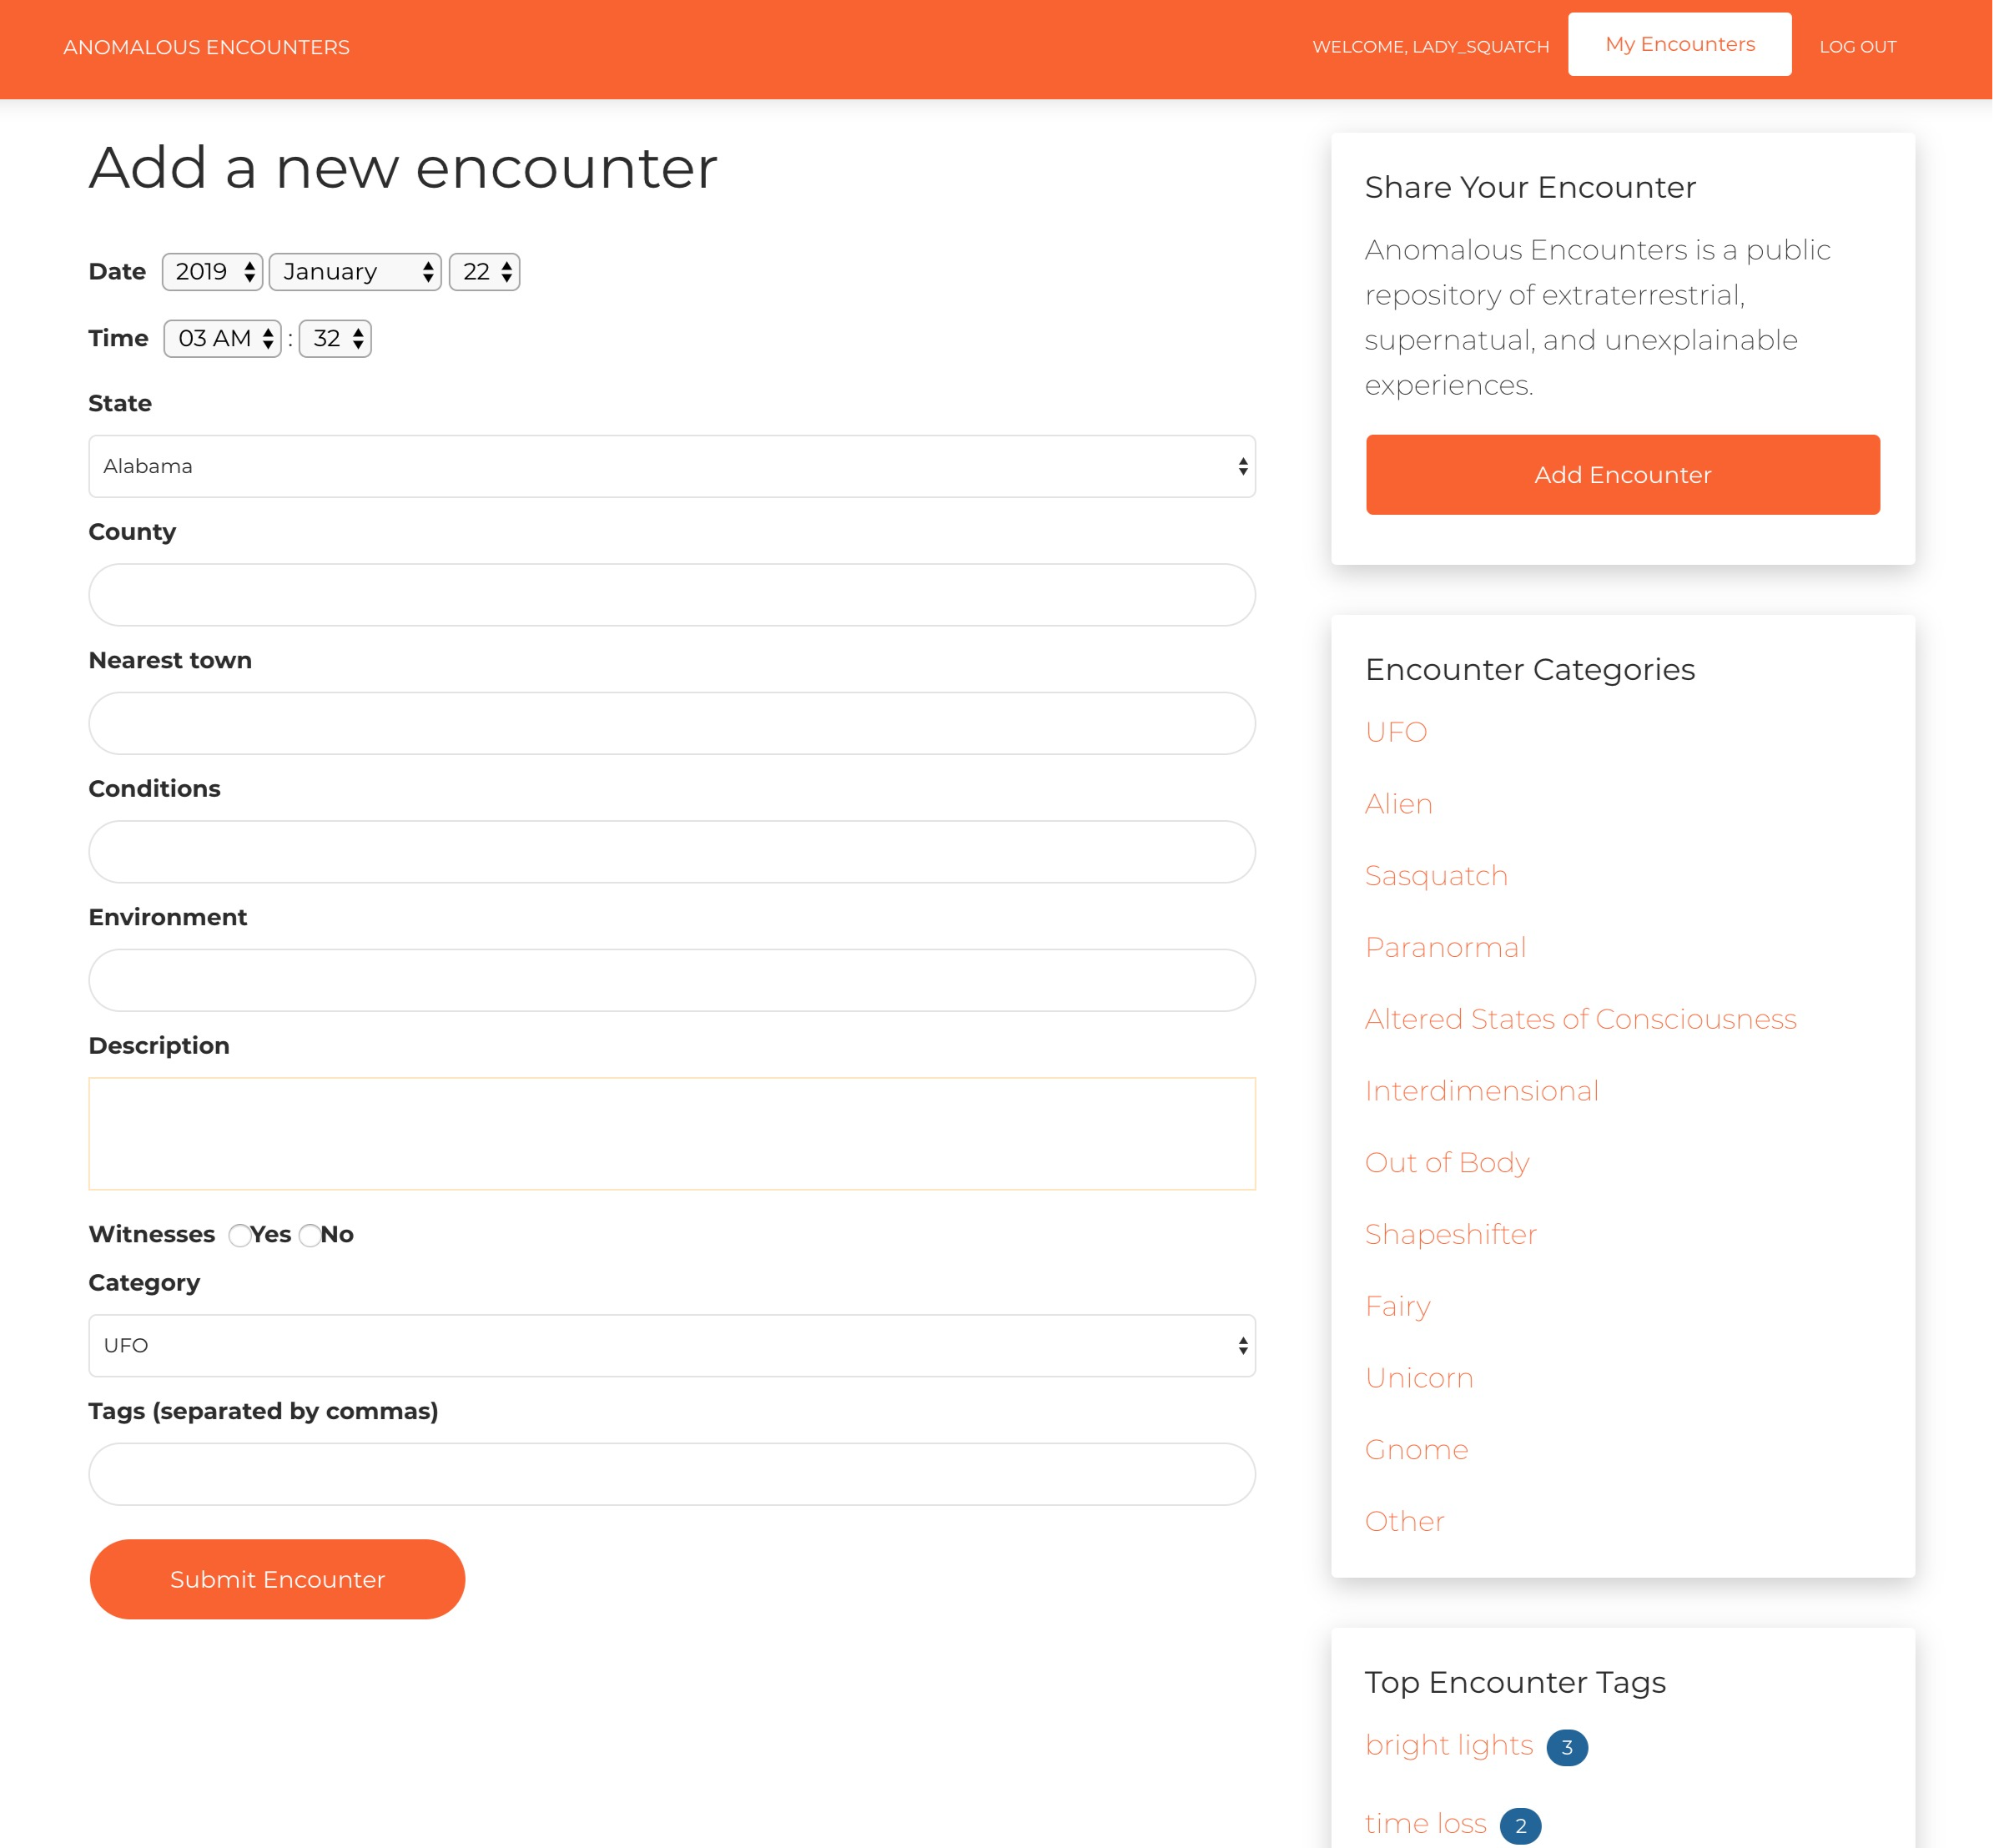 ANOMALOUS ENCOUNTERS
WELCOME, LADY_SQUATCH My Encounters LOG OUT
Add a new encounter
Date 2019 January 22
Time 03 AM : 32
State
Alabama
County
Nearest town
Conditions
Environment
Description
Witnesses Yes No
Category
UFO
Tags (separated by commas)
Submit Encounter
Share Your Encounter
Anomalous Encounters is a public
repository of extraterrestrial,
supernatual, and unexplainable
experiences.
Add Encounter
Encounter Categories
UFO
Alien
Sasquatch
Paranormal
Altered States of Consciousness
Interdimensional
Out of Body
Shapeshifter
Fairy
Unicorn
Gnome
Other
Top Encounter Tags
bright lights 3
time loss 2